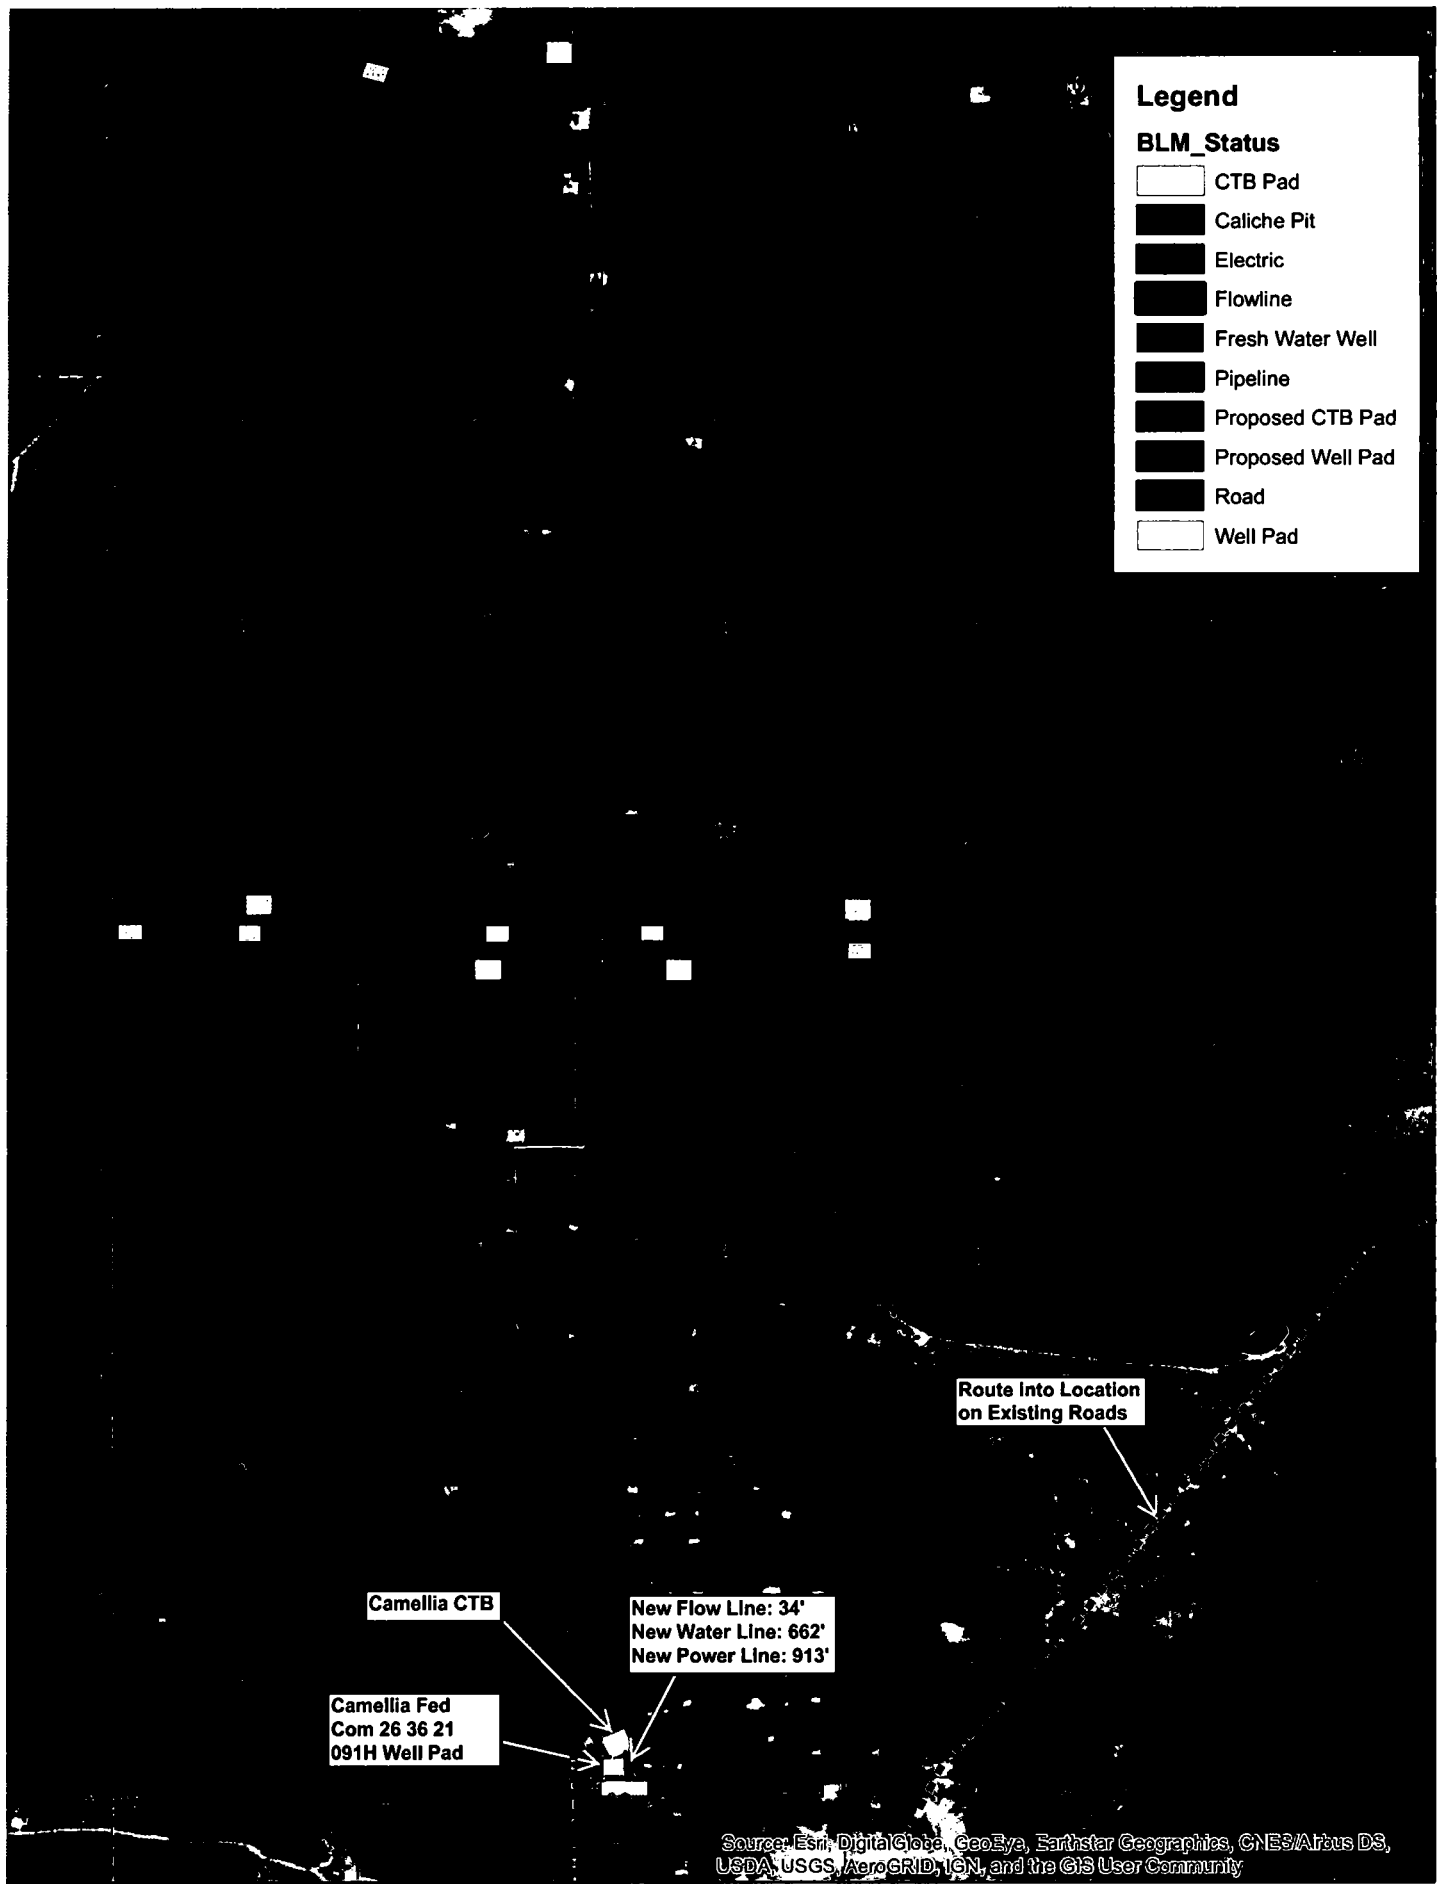 Legend
BLM_Status
CTB Pad
Caliche Pit
Electric
Flowline
Fresh Water Well
Pipeline
Proposed CTB Pad
Proposed Well Pad
Road
Well Pad
Route into Location
on Existing Roads
Camellia CTB
New Flow Line: 34'
New Water Line: 662'
New Power Line: 913'
Camellia Fed
Com 26 36 21
091H Well Pad
Source: Esri, DigitalGlobe, GeoEye, Earthstar Geographics, CNES/Airbus DS,
USDA, USGS, AeroGRID, IGN, and the GIS User Community